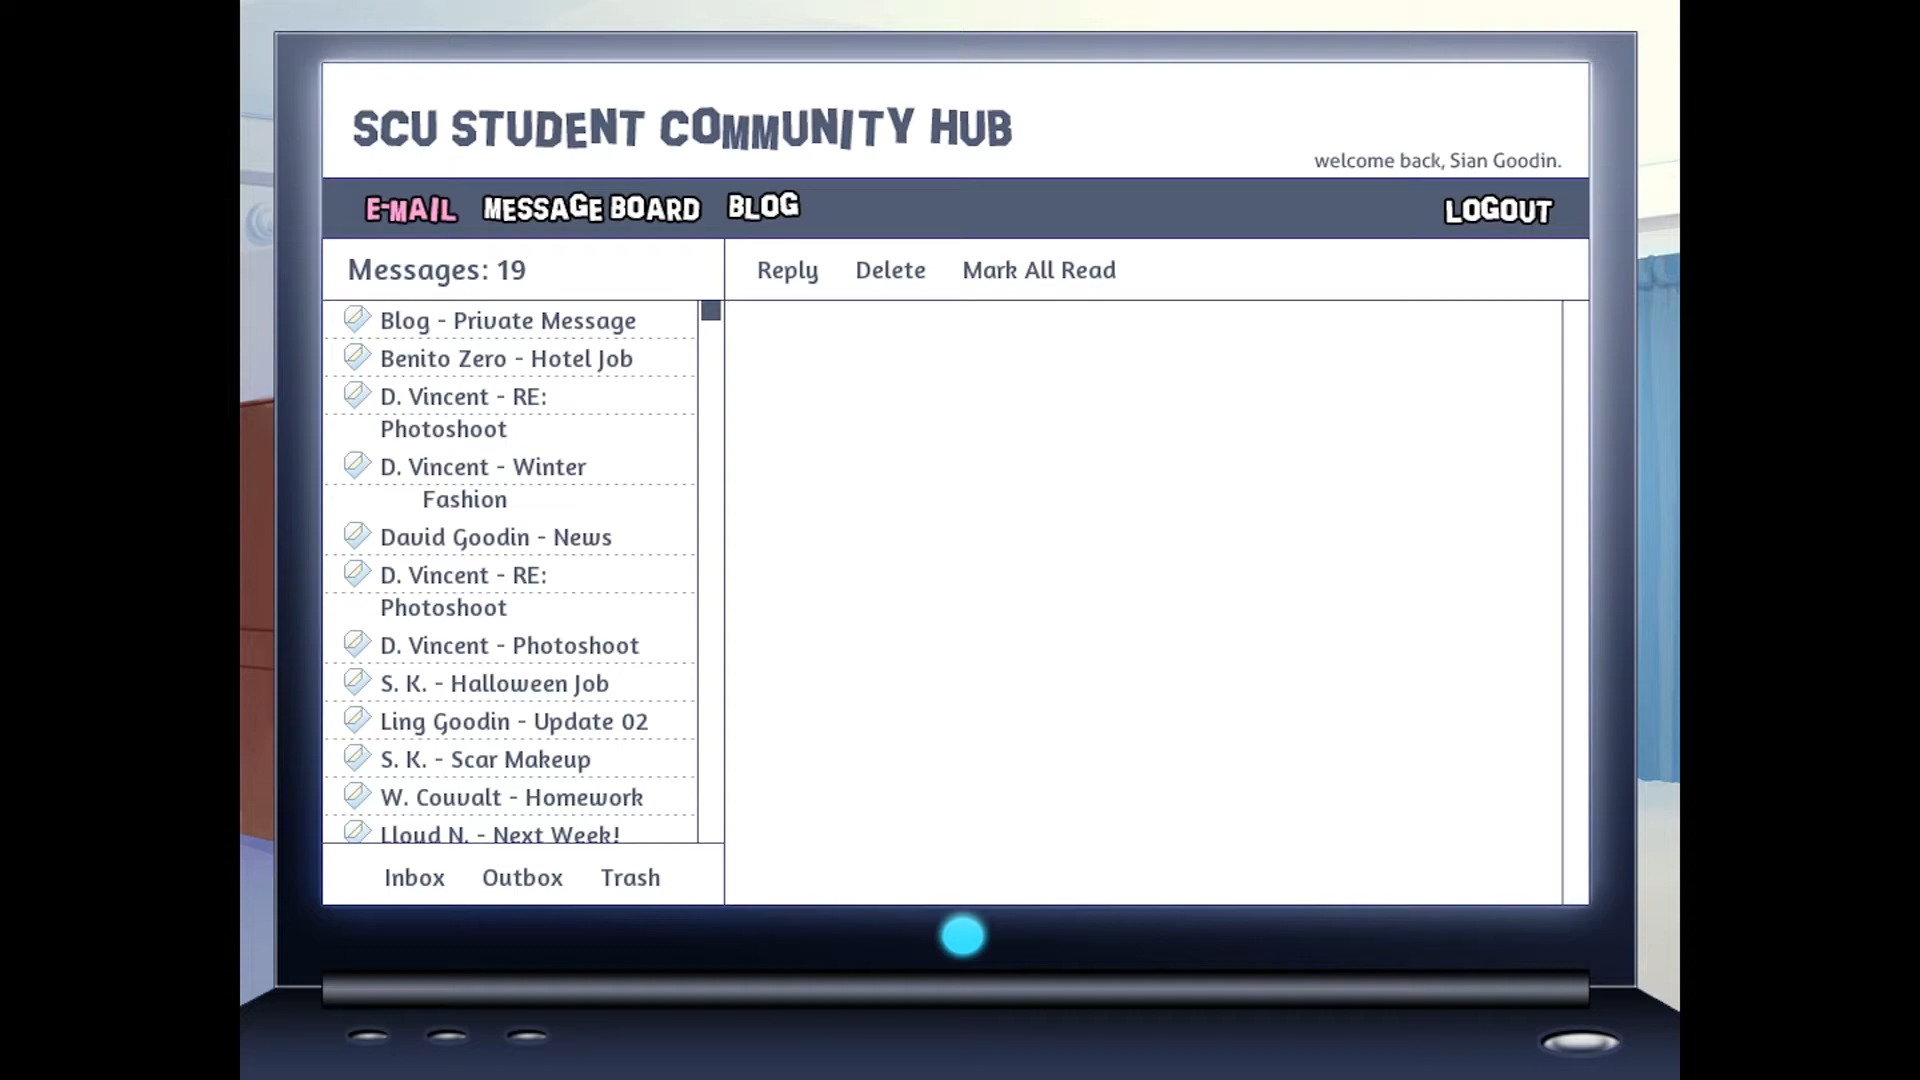 SCU STUDENT COMMUNITY HUB
welcome back, Sian Goodin.
E-MAIL MESSAGE BOARD BLOG LOGOUT
Messages: 19
Reply Delete Mark All Read
Blog - Private Message
Benito Zero - Hotel Job
D. Vincent - RE:
Photoshoot
D. Vincent - Winter
Fashion
David Goodin - News
D. Vincent - RE:
Photoshoot
D. Vincent - Photoshoot
S. K. - Halloween Job
Ling Goodin - Update 02
S. K. - Scar Makeup
W. Couvalt - Homework
Lloyd N. - Next Week!
Inbox Outbox Trash